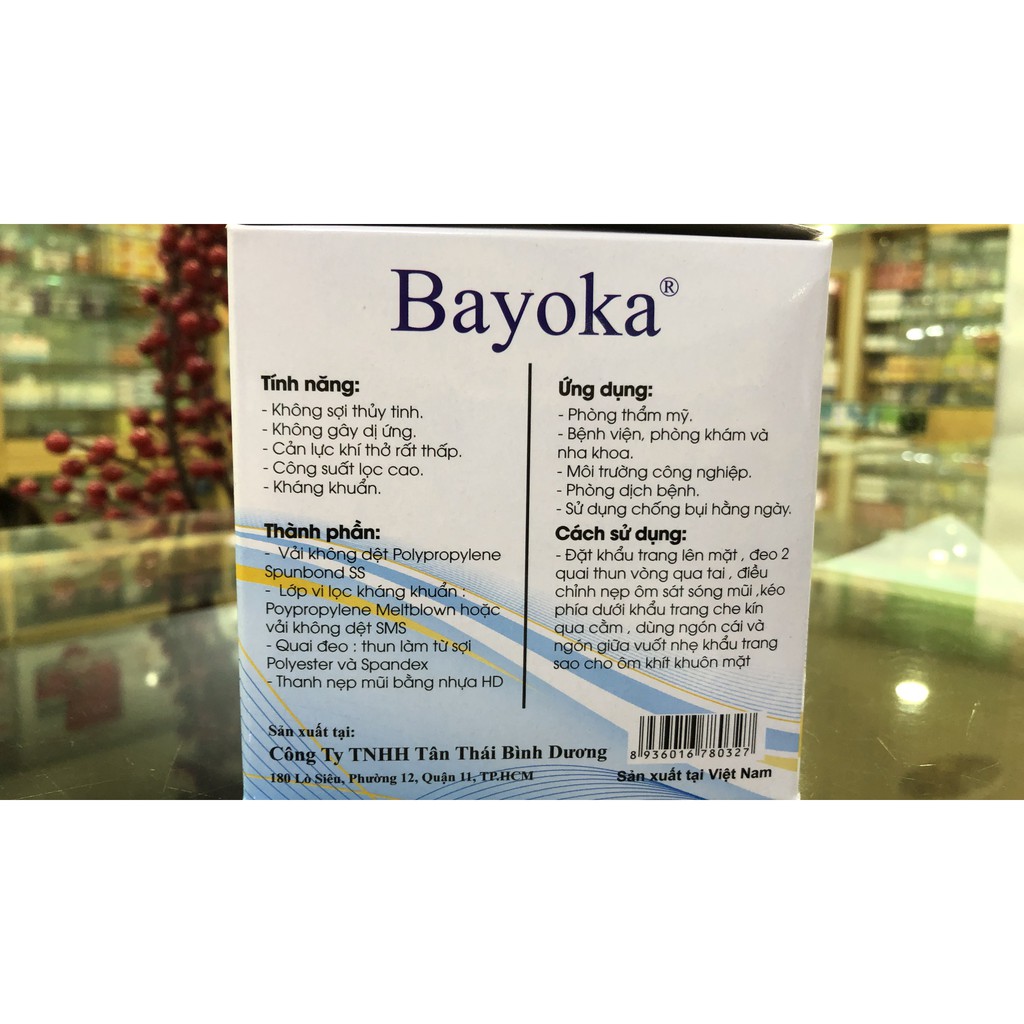 Bayoka®
Tính năng:
- Không sợi thủy tinh.
- Không gây dị ứng.
- Cản lực khí thở rất thấp.
- Công suất lọc cao.
- Kháng khuẩn.
Thành phần:
- Vải không dệt Polypropylene
Spunbond SS
- Lớp vi lọc kháng khuẩn :
Poypropylene Meltblown hoặc
vải không dệt SMS
- Quai đeo : thun làm từ sợi
Polyester và Spandex
- Thanh nẹp mũi bằng nhựa HD
Ứng dụng:
- Phòng thẩm mỹ.
- Bệnh viện, phòng khám và
nha khoa.
- Môi trường công nghiệp.
- Phòng dịch bệnh.
- Sử dụng chống bụi hằng ngày.
Cách sử dụng:
- Đặt khẩu trang lên mặt , đeo 2
quai thun vòng qua tai , điều
chỉnh nẹp ôm sát sóng mũi ,kéo
phía dưới khẩu trang che kín
qua cằm , dùng ngón cái và
ngón giữa vuốt nhẹ khẩu trang
sao cho ôm khít khuôn mặt
Sản xuất tại:
Công Ty TNHH Tân Thái Bình Dương
180 Lò Siêu, Phường 12, Quận 11, TP.HCM
8 936016 780327
Sản xuất tại Việt Nam